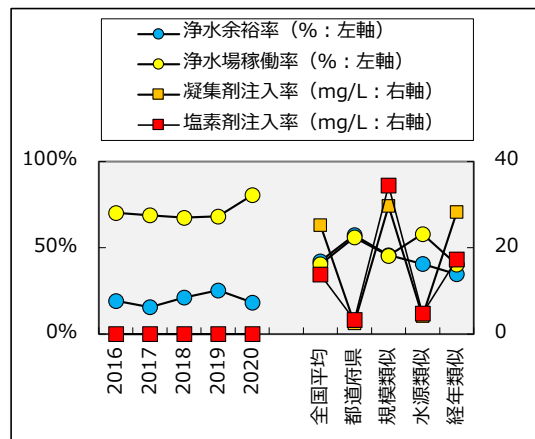 浄水余裕率（%：左軸）
浄水場稼働率（%：左軸）
凝集剤注入率（mg/L：右軸）
塩素剤注入率（mg/L：右軸）
100%
50%
0%
40
20
0
2016
2017
2018
2019
2020
全国平均
都道府県
規模類似
水源類似
経年類似